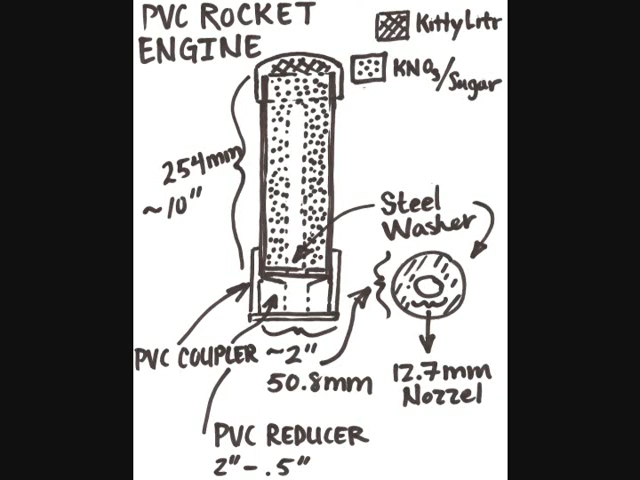 PVC ROCKET
ENGINE
Kitty Litr
KNO3/Sugar
254mm
~10"
Steel
Washer
PVC COUPLER ~2"
50.8mm
12.7mm
Nozzel
PVC REDUCER
2"-.5"